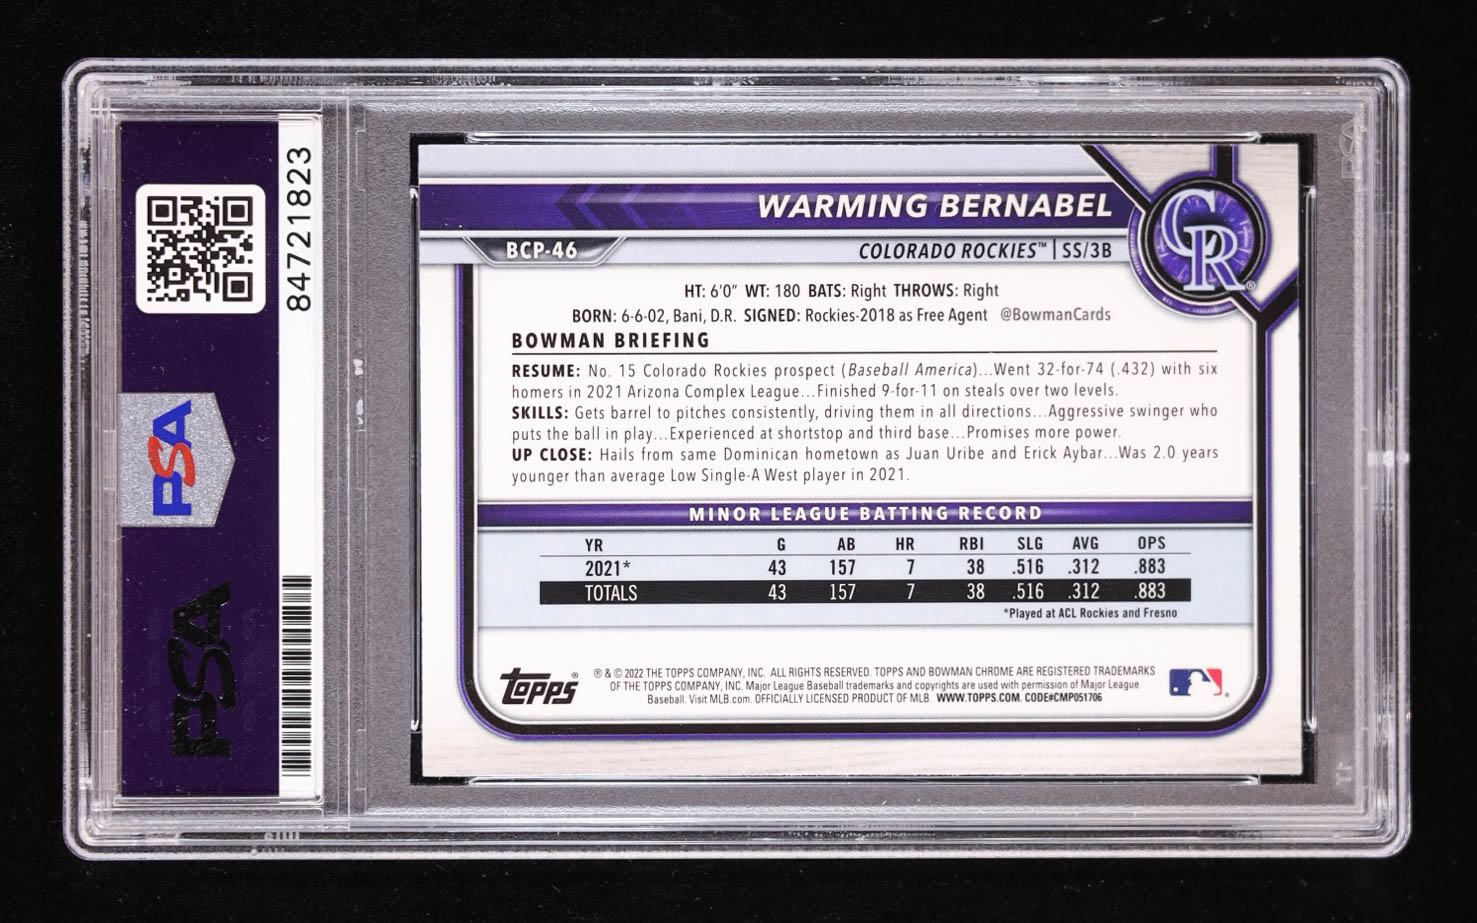 84721823
PSA
PSA
WARMING BERNABEL
BCP-46
COLORADO ROCKIES™ | SS/3B
CR®
HT: 6'0" WT: 180 BATS: Right THROWS: Right
BORN: 6-6-02, Bani, D.R. SIGNED: Rockies-2018 as Free Agent @BowmanCards
BOWMAN BRIEFING
RESUME: No. 15 Colorado Rockies prospect (Baseball America)...Went 32-for-74 (.432) with six
homers in 2021 Arizona Complex League...Finished 9-for-11 on steals over two levels.
SKILLS: Gets barrel to pitches consistently, driving them in all directions...Aggressive swinger who
puts the ball in play...Experienced at shortstop and third base...Promises more power.
UP CLOSE: Hails from same Dominican hometown as Juan Uribe and Erick Aybar...Was 2.0 years
younger than average Low Single-A West player in 2021.
MINOR LEAGUE BATTING RECORD
YR G AB HR RBI SLG AVG OPS
2021* 43 157 7 38 .516 .312 .883
TOTALS 43 157 7 38 .516 .312 .883
*Played at ACL Rockies and Fresno
Topps®
® & © 2022 THE TOPPS COMPANY, INC. ALL RIGHTS RESERVED. TOPPS AND BOWMAN CHROME ARE REGISTERED TRADEMARKS
OF THE TOPPS COMPANY, INC. Major League Baseball trademarks and copyrights are used with permission of Major League
Baseball. Visit MLB.com. OFFICIALLY LICENSED PRODUCT OF MLB. WWW.TOPPS.COM. CODE#CMP051706